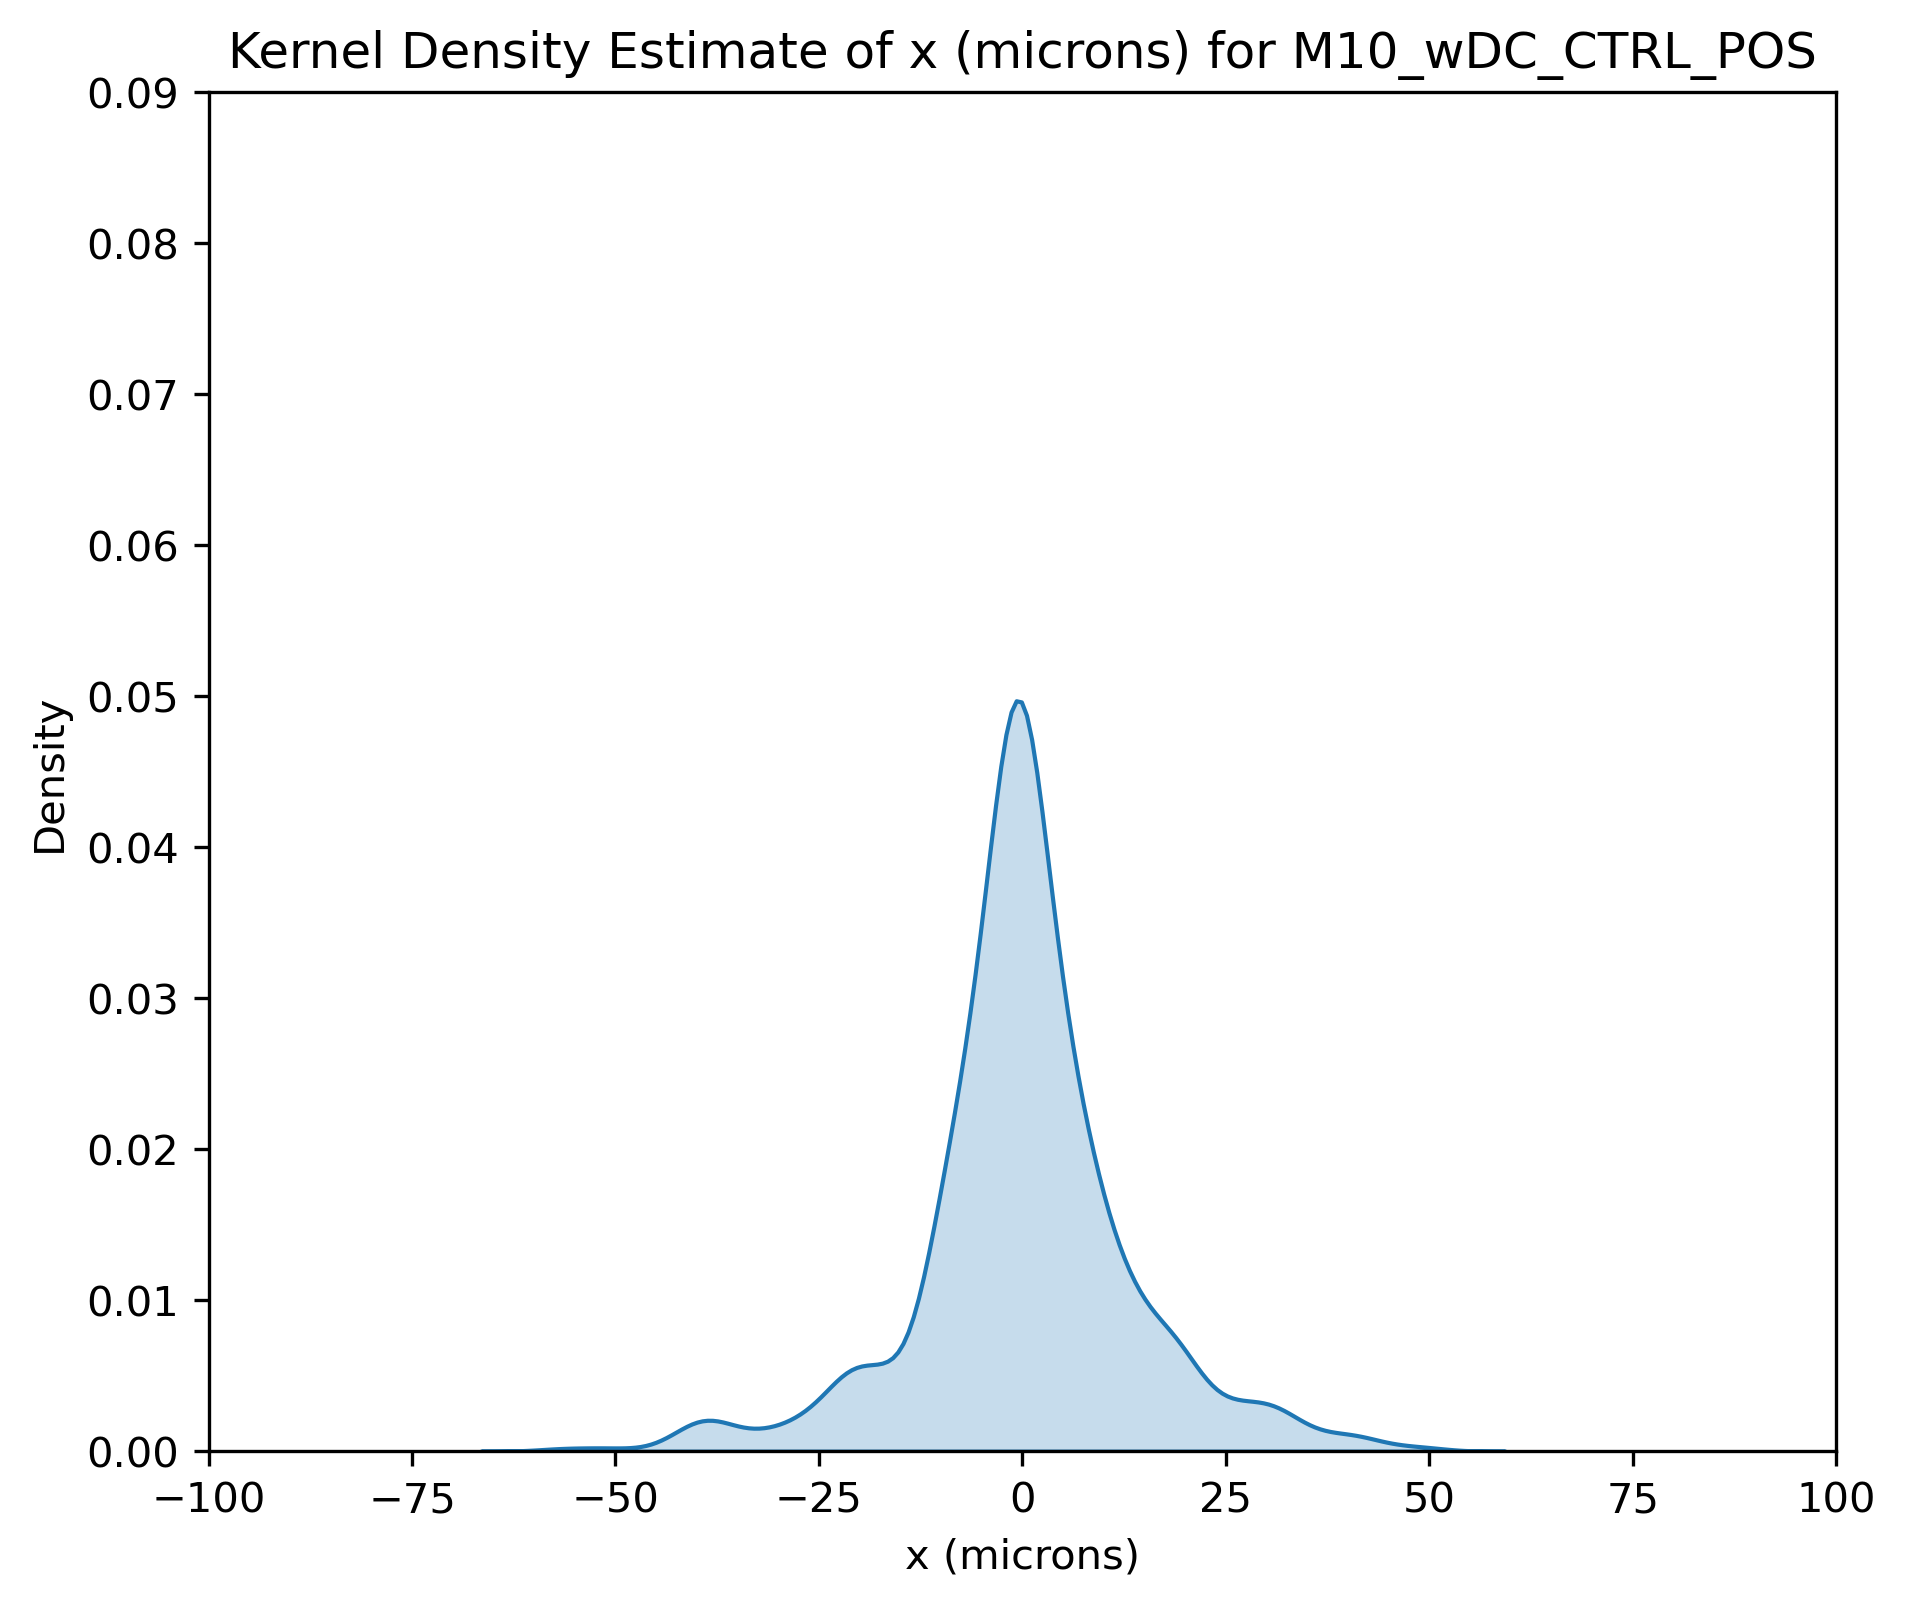 Kernel Density Estimate of x (microns) for M10_wDC_CTRL_POS
0.09
0.08
0.07
0.06
0.05
0.04
0.03
0.02
0.01
0.00
Density
−100 −75 −50 −25 0 25 50 75 100
x (microns)